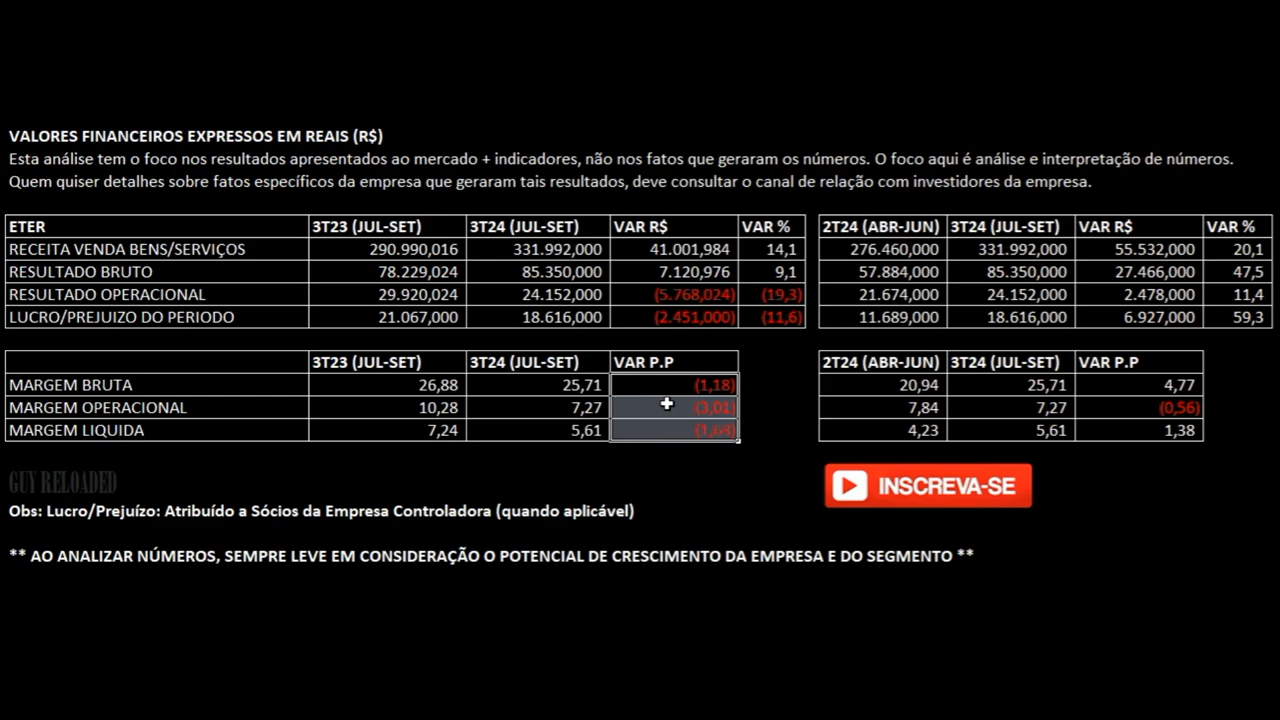 VALORES FINANCEIROS EXPRESSOS EM REAIS (R$)
Esta análise tem o foco nos resultados apresentados ao mercado + indicadores, não nos fatos que geraram os números. O foco aqui é análise e interpretação de números.
Quem quiser detalhes sobre fatos específicos da empresa que geraram tais resultados, deve consultar o canal de relação com investidores da empresa.
ETER 3T23 (JUL-SET) 3T24 (JUL-SET) VAR R$ VAR % 2T24 (ABR-JUN) 3T24 (JUL-SET) VAR R$ VAR %
RECEITA VENDA BENS/SERVIÇOS 290.990,016 331.992,000 41.001,984 14,1 276.460,000 331.992,000 55.532,000 20,1
RESULTADO BRUTO 78.229,024 85.350,000 7.120,976 9,1 57.884,000 85.350,000 27.466,000 47,5
RESULTADO OPERACIONAL 29.920,024 24.152,000 (5.768,024) (19,3) 21.674,000 24.152,000 2.478,000 11,4
LUCRO/PREJUIZO DO PERIODO 21.067,000 18.616,000 (2.451,000) (11,6) 11.689,000 18.616,000 6.927,000 59,3
3T23 (JUL-SET) 3T24 (JUL-SET) VAR P.P 2T24 (ABR-JUN) 3T24 (JUL-SET) VAR P.P
MARGEM BRUTA 26,88 25,71 (1,18) 20,94 25,71 4,77
MARGEM OPERACIONAL 10,28 7,27 (3,01) 7,84 7,27 (0,56)
MARGEM LIQUIDA 7,24 5,61 (1,63) 4,23 5,61 1,38
GUY RELOADED
INSCREVA-SE
Obs: Lucro/Prejuízo: Atribuído a Sócios da Empresa Controladora (quando aplicável)
** AO ANALIZAR NÚMEROS, SEMPRE LEVE EM CONSIDERAÇÃO O POTENCIAL DE CRESCIMENTO DA EMPRESA E DO SEGMENTO **